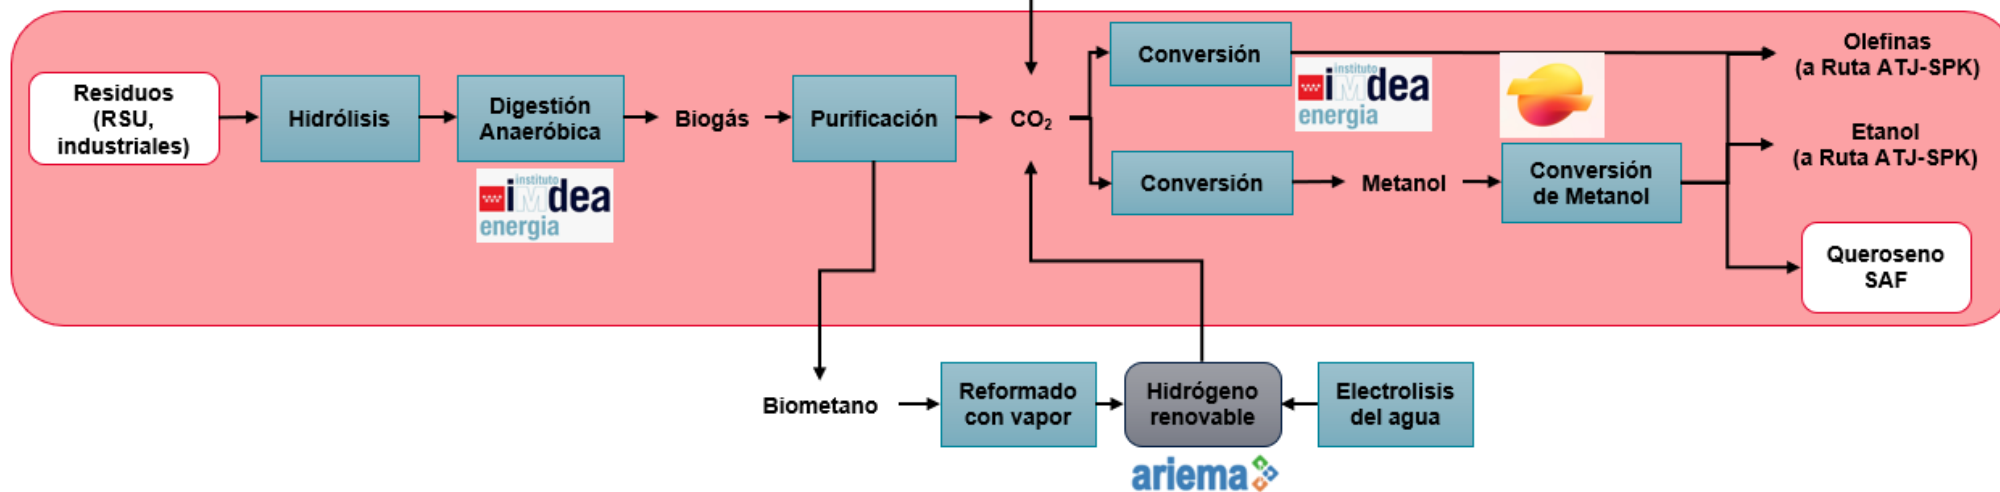 Residuos
(RSU,
industriales)
Hidrólisis
Digestión
Anaeróbica
instituto
iMdea
energia
Biogás
Purificación
CO₂
Conversión
instituto
iMdea
energia
Conversión
Metanol
Conversión
de Metanol
Olefinas
(a Ruta ATJ-SPK)
Etanol
(a Ruta ATJ-SPK)
Queroseno
SAF
Biometano
Reformado
con vapor
Hidrógeno
renovable
Electrolisis
del agua
ariema